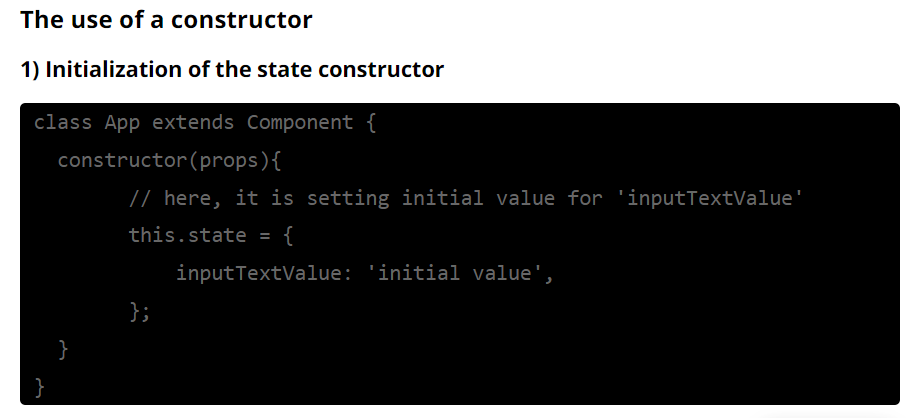 The use of a constructor
1) Initialization of the state constructor
class App extends Component {
constructor(props){
// here, it is setting initial value for 'inputTextValue'
this.state = {
inputTextValue: 'initial value',
};
}
}